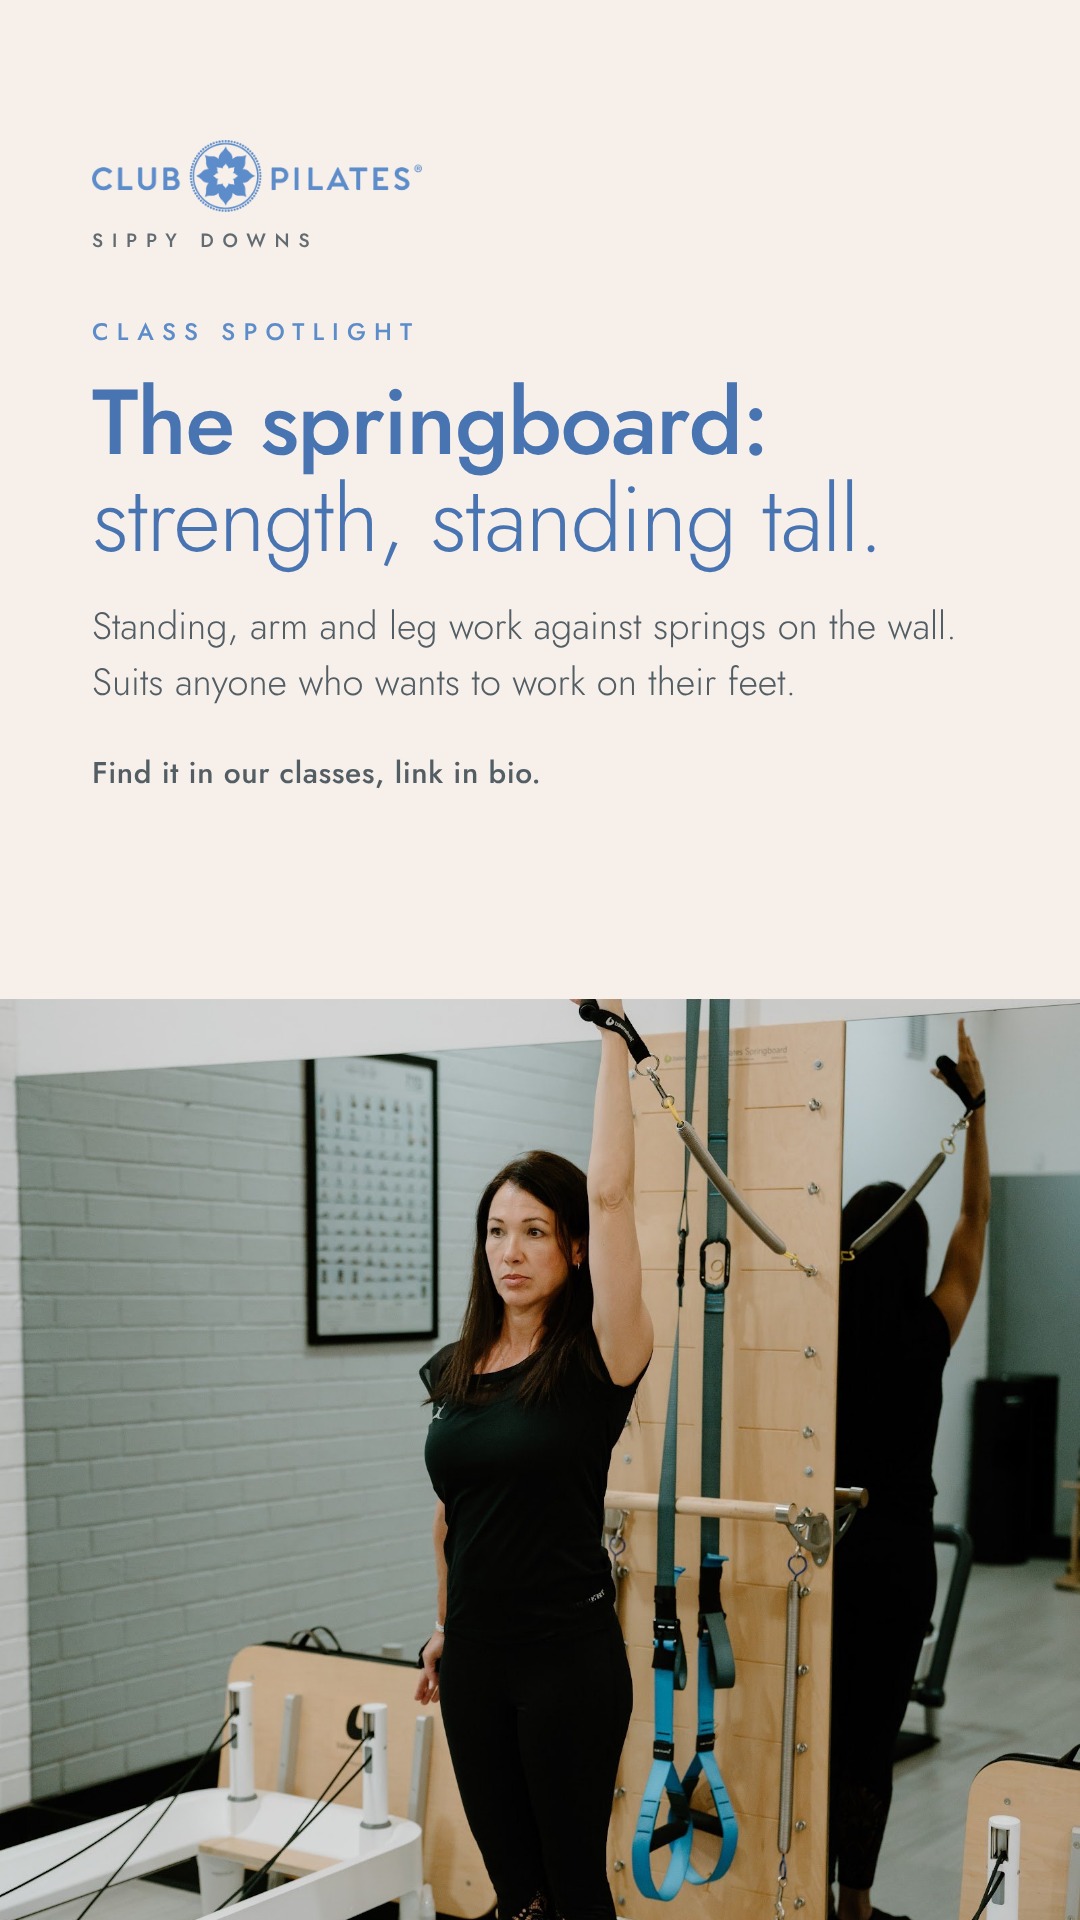 CLUB PILATES®
SIPPY DOWNS
CLASS SPOTLIGHT
The springboard:
strength, standing tall.
Standing, arm and leg work against springs on the wall.
Suits anyone who wants to work on their feet.
Find it in our classes, link in bio.
Springboard
9